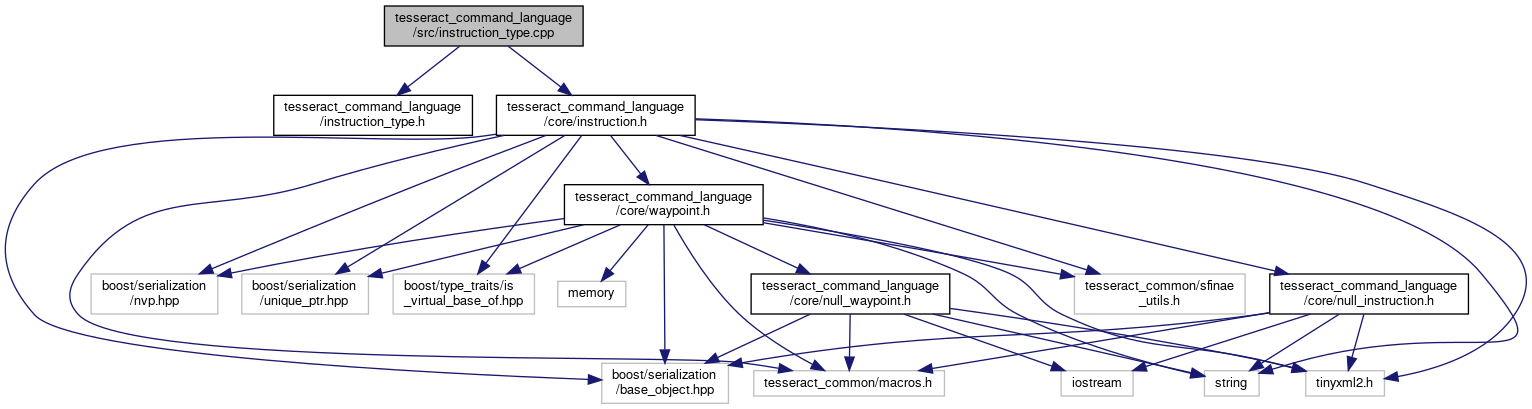 tesseract_command_language
/src/instruction_type.cpp
tesseract_command_language
/instruction_type.h
tesseract_command_language
/core/instruction.h
tesseract_command_language
/core/waypoint.h
boost/serialization
/nvp.hpp
boost/serialization
/unique_ptr.hpp
boost/type_traits/is
_virtual_base_of.hpp
memory
tesseract_command_language
/core/null_waypoint.h
tesseract_common/sfinae
_utils.h
tesseract_command_language
/core/null_instruction.h
boost/serialization
/base_object.hpp
tesseract_common/macros.h
iostream
string
tinyxml2.h